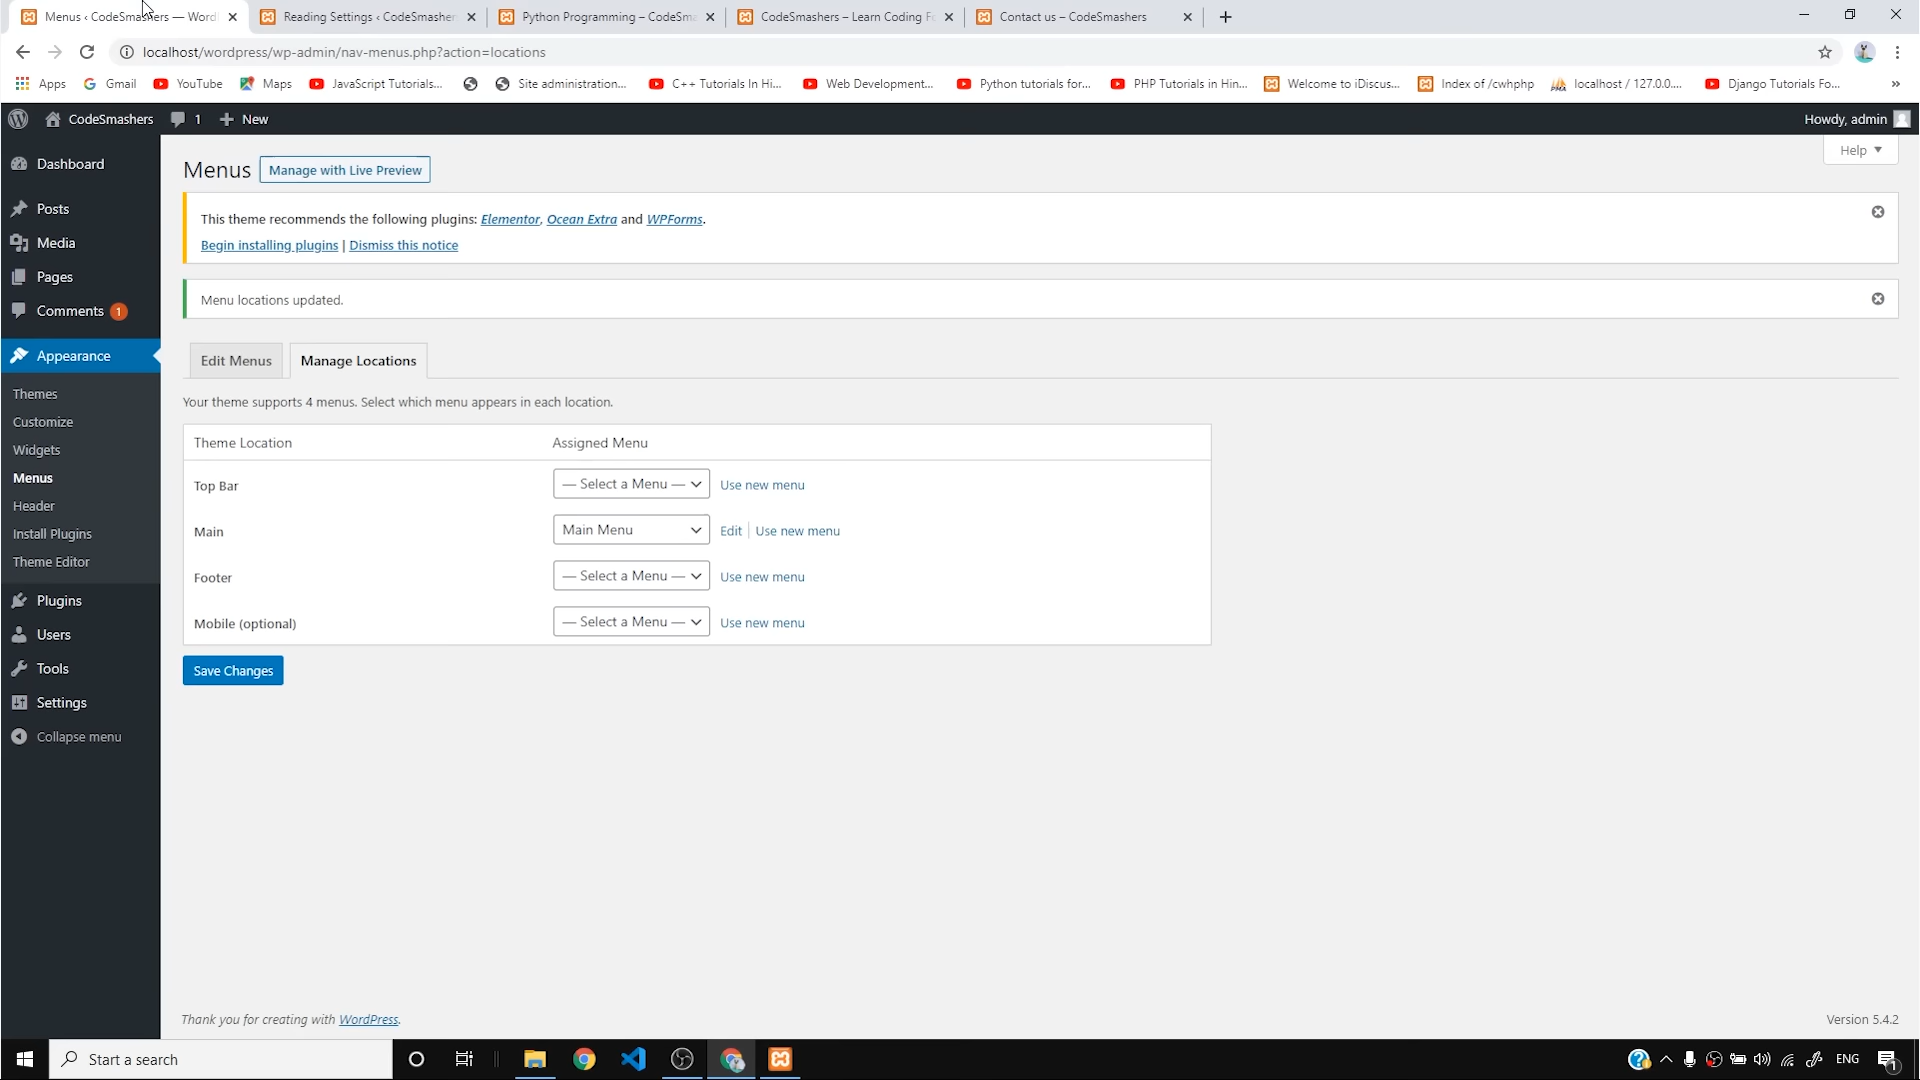 Menus ‹ CodeSmashers — Word
Reading Settings ‹ CodeSmasher
Python Programming – CodeSma
CodeSmashers – Learn Coding Fo
Contact us – CodeSmashers
localhost/wordpress/wp-admin/nav-menus.php?action=locations
Apps
Gmail
YouTube
Maps
JavaScript Tutorials...
Site administration...
C++ Tutorials In Hi...
Web Development...
Python tutorials for...
PHP Tutorials in Hin...
Welcome to iDiscus...
Index of /cwhphp
localhost / 127.0.0....
Django Tutorials Fo...
»
CodeSmashers
1
New
Howdy, admin
Dashboard
Posts
Media
Pages
Comments 1
Appearance
Themes
Customize
Widgets
Menus
Header
Install Plugins
Theme Editor
Plugins
Users
Tools
Settings
Collapse menu
Help
Menus
Manage with Live Preview
This theme recommends the following plugins: Elementor, Ocean Extra and WPForms.
Begin installing plugins | Dismiss this notice
Menu locations updated.
Edit Menus
Manage Locations
Your theme supports 4 menus. Select which menu appears in each location.
Theme Location
Assigned Menu
Top Bar
— Select a Menu —
Use new menu
Main
Main Menu
Edit
Use new menu
Footer
— Select a Menu —
Use new menu
Mobile (optional)
— Select a Menu —
Use new menu
Save Changes
Thank you for creating with WordPress.
Version 5.4.2
Start a search
ENG
1